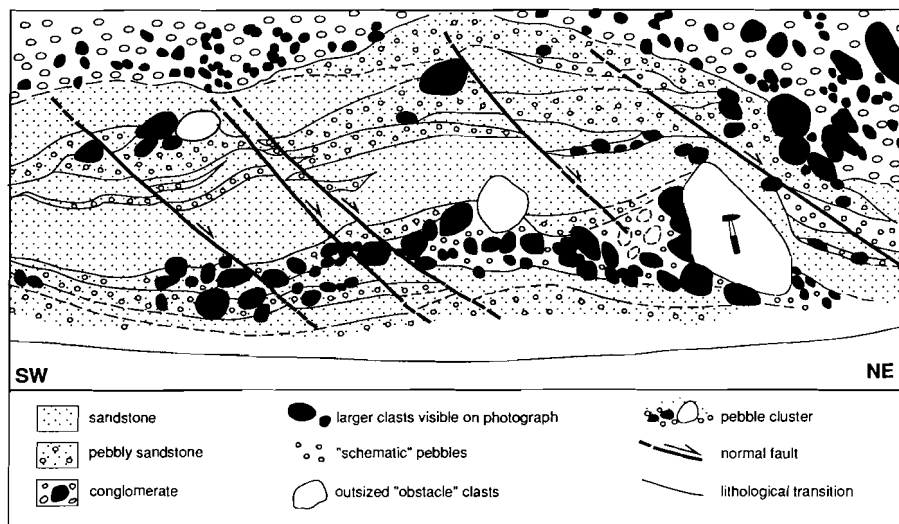 SW NE
sandstone
pebbly sandstone
conglomerate
larger clasts visible on photograph
"schematic" pebbles
outsized "obstacle" clasts
pebble cluster
normal fault
lithological transition